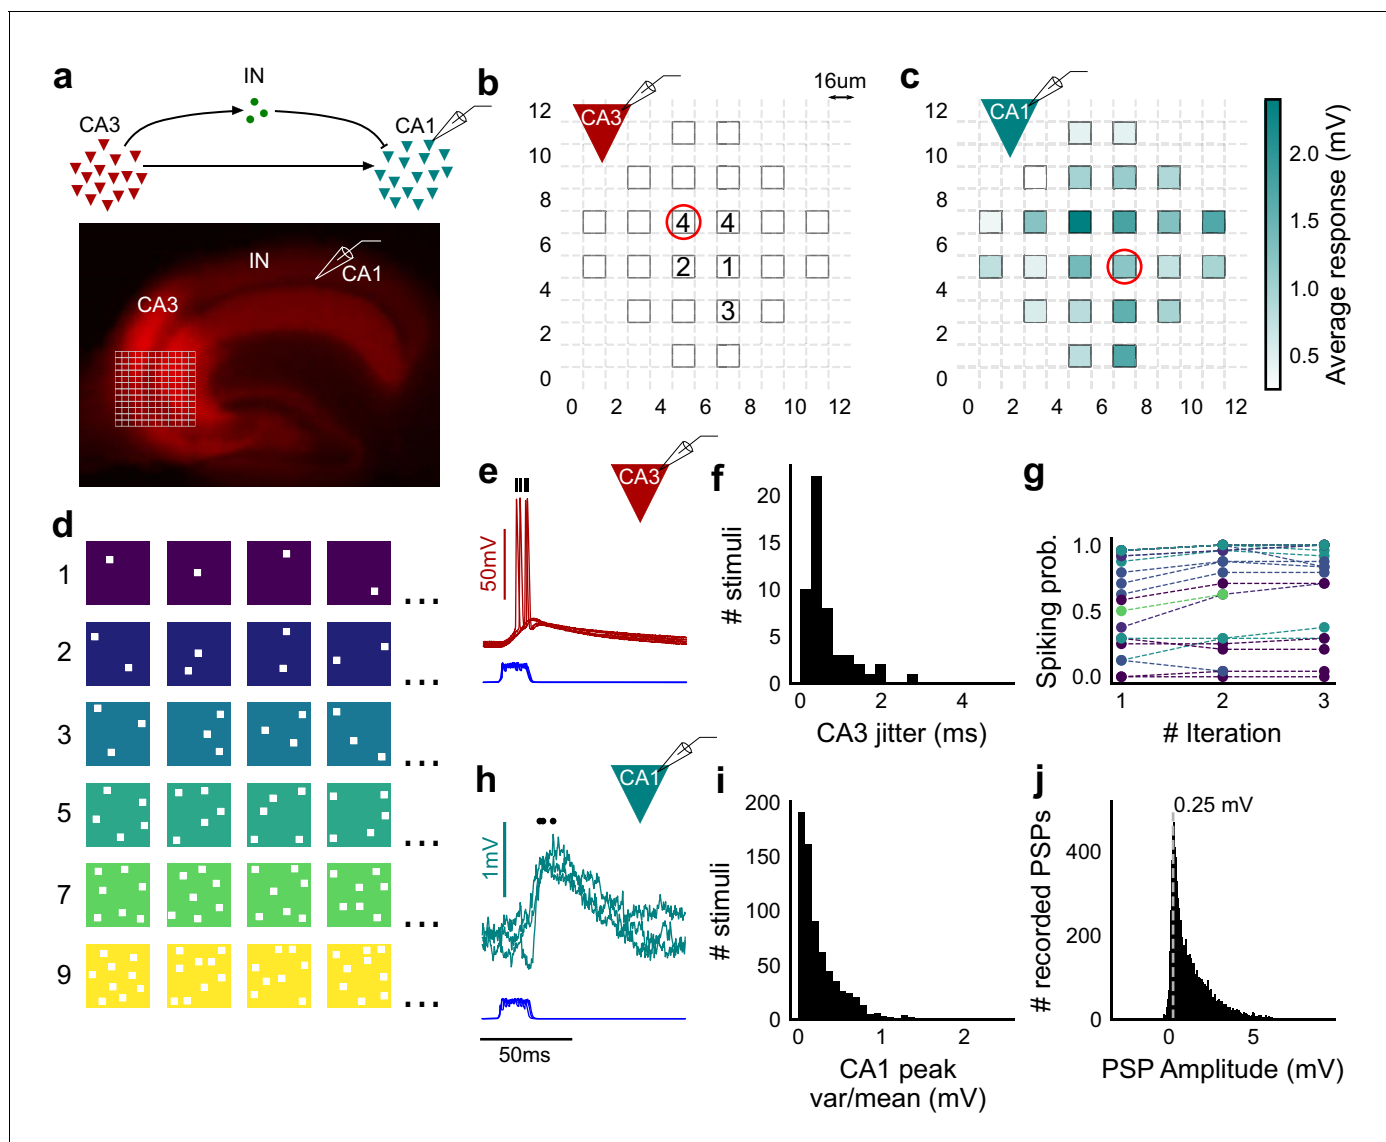 a
IN
CA3
CA1
IN
CA1
CA3
b
CA3
16um
12
10
8
6
4
2
0
4
4
2
1
3
0 2 4 6 8 10 12
c
CA1
12
10
8
6
4
2
0
0 2 4 6 8 10 12
2.0
1.5
1.0
0.5
Average response (mV)
d
1
...
2
...
3
...
5
...
7
...
9
...
e
CA3
50mV
f
# stimuli
20
15
10
5
0
0 2 4
CA3 jitter (ms)
g
Spiking prob.
1.0
0.5
0.0
1 2 3
# Iteration
h
CA1
1mV
50ms
i
# stimuli
200
150
100
50
0
0 1 2
CA1 peak
var/mean (mV)
j
0.25 mV
# recorded PSPs
400
200
0
0 5
PSP Amplitude (mV)